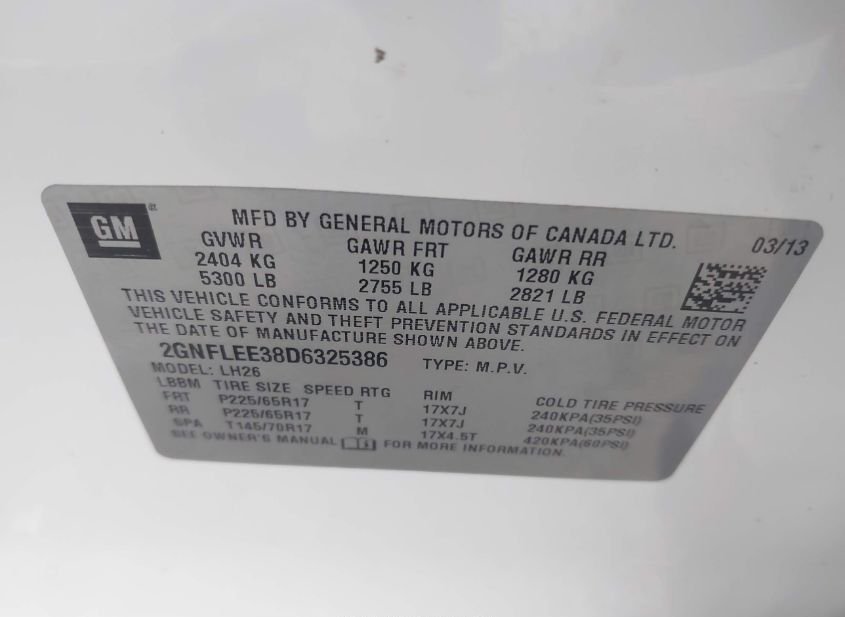 GM
MFD BY GENERAL MOTORS OF CANADA LTD. 03/13
GVWR GAWR FRT GAWR RR
2404 KG 1250 KG 1280 KG
5300 LB 2755 LB 2821 LB
THIS VEHICLE CONFORMS TO ALL APPLICABLE U.S. FEDERAL MOTOR
VEHICLE SAFETY AND THEFT PREVENTION STANDARDS IN EFFECT ON
THE DATE OF MANUFACTURE SHOWN ABOVE.
2GNFLEE38D6325386 TYPE: M.P.V.
MODEL: LH26
LBBM TIRE SIZE SPEED RTG RIM COLD TIRE PRESSURE
FRT P225/65R17 T 17X7J 240KPA(35PSI)
RR P225/65R17 T 17X7J 240KPA(35PSI)
SPA T145/70R17 M 17X4.5T 420KPA(60PSI)
SEE OWNER'S MANUAL FOR MORE INFORMATION.